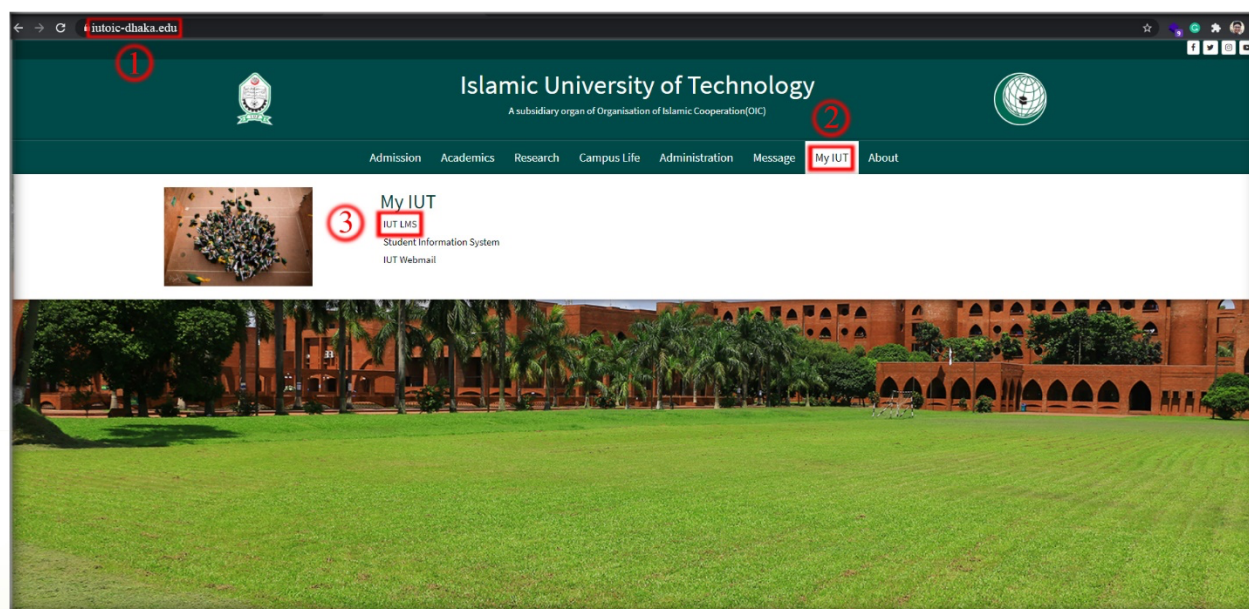 iutoic-dhaka.edu
1
Islamic University of Technology
A subsidiary organ of Organisation of Islamic Cooperation(OIC)
2
Admission Academics Research Campus Life Administration Message My IUT About
My IUT
3
IUT LMS
Student Information System
IUT Webmail